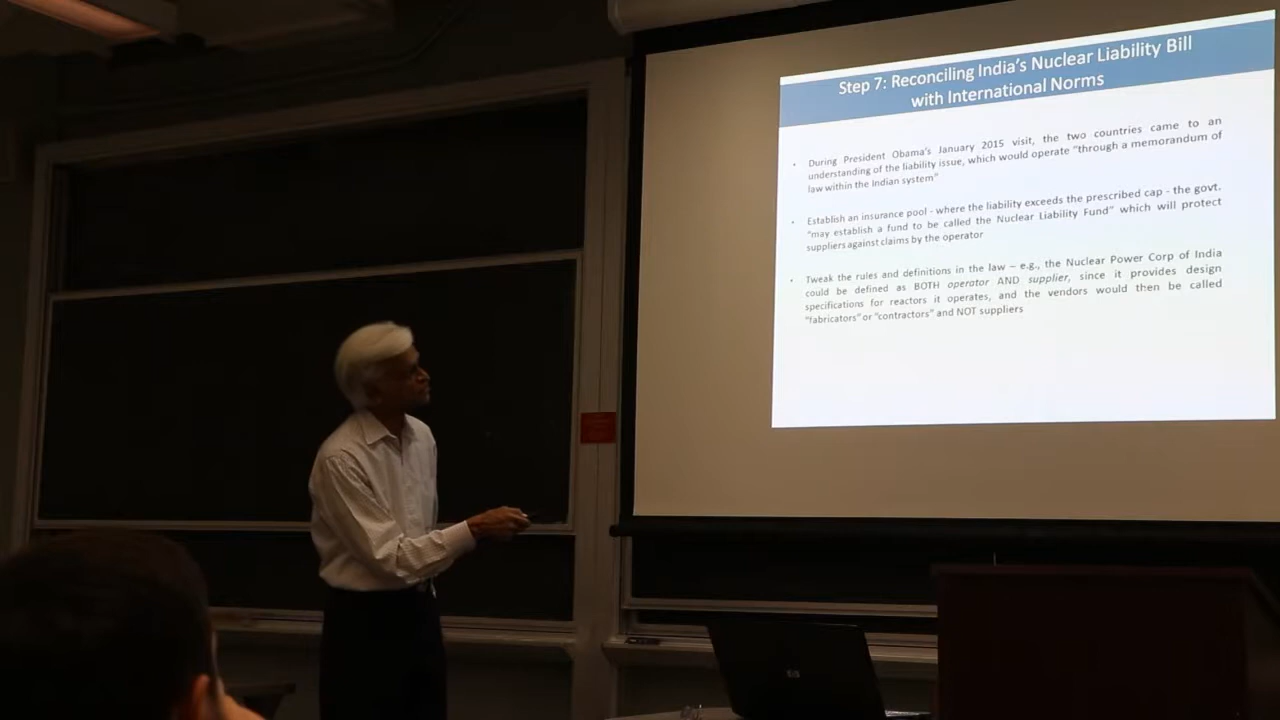 Step 7: Reconciling India's Nuclear Liability Bill
with International Norms
• During President Obama's January 2015 visit, the two countries came to an
understanding of the liability issue, which would operate "through a memorandum of
law within the Indian system"
• Establish an insurance pool - where the liability exceeds the prescribed cap - the govt.
"may establish a fund to be called the Nuclear Liability Fund" which will protect
suppliers against claims by the operator
• Tweak the rules and definitions in the law – e.g., the Nuclear Power Corp of India
could be defined as BOTH operator AND supplier, since it provides design
specifications for reactors it operates, and the vendors would then be called
"fabricators" or "contractors" and NOT suppliers
hp